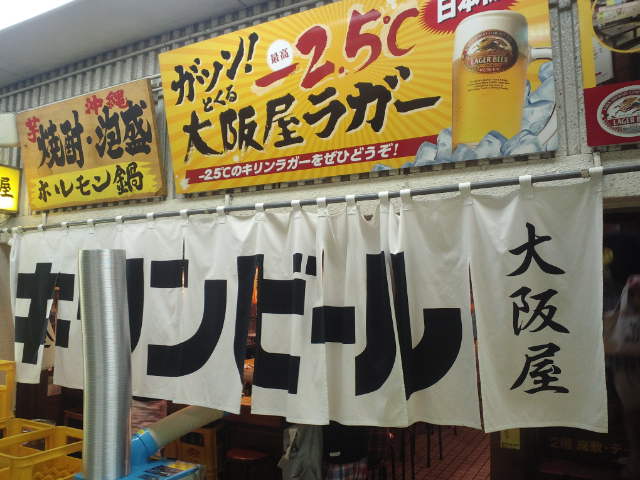 芋 沖縄
焼酎・泡盛
ホルモン鍋
屋
ガツン!
とくる
大阪屋ラガー
最高
-2.5℃
日本
-2.5℃のキリンラガーをぜひどうぞ!
LAGER BEER
キリンビール
大阪屋